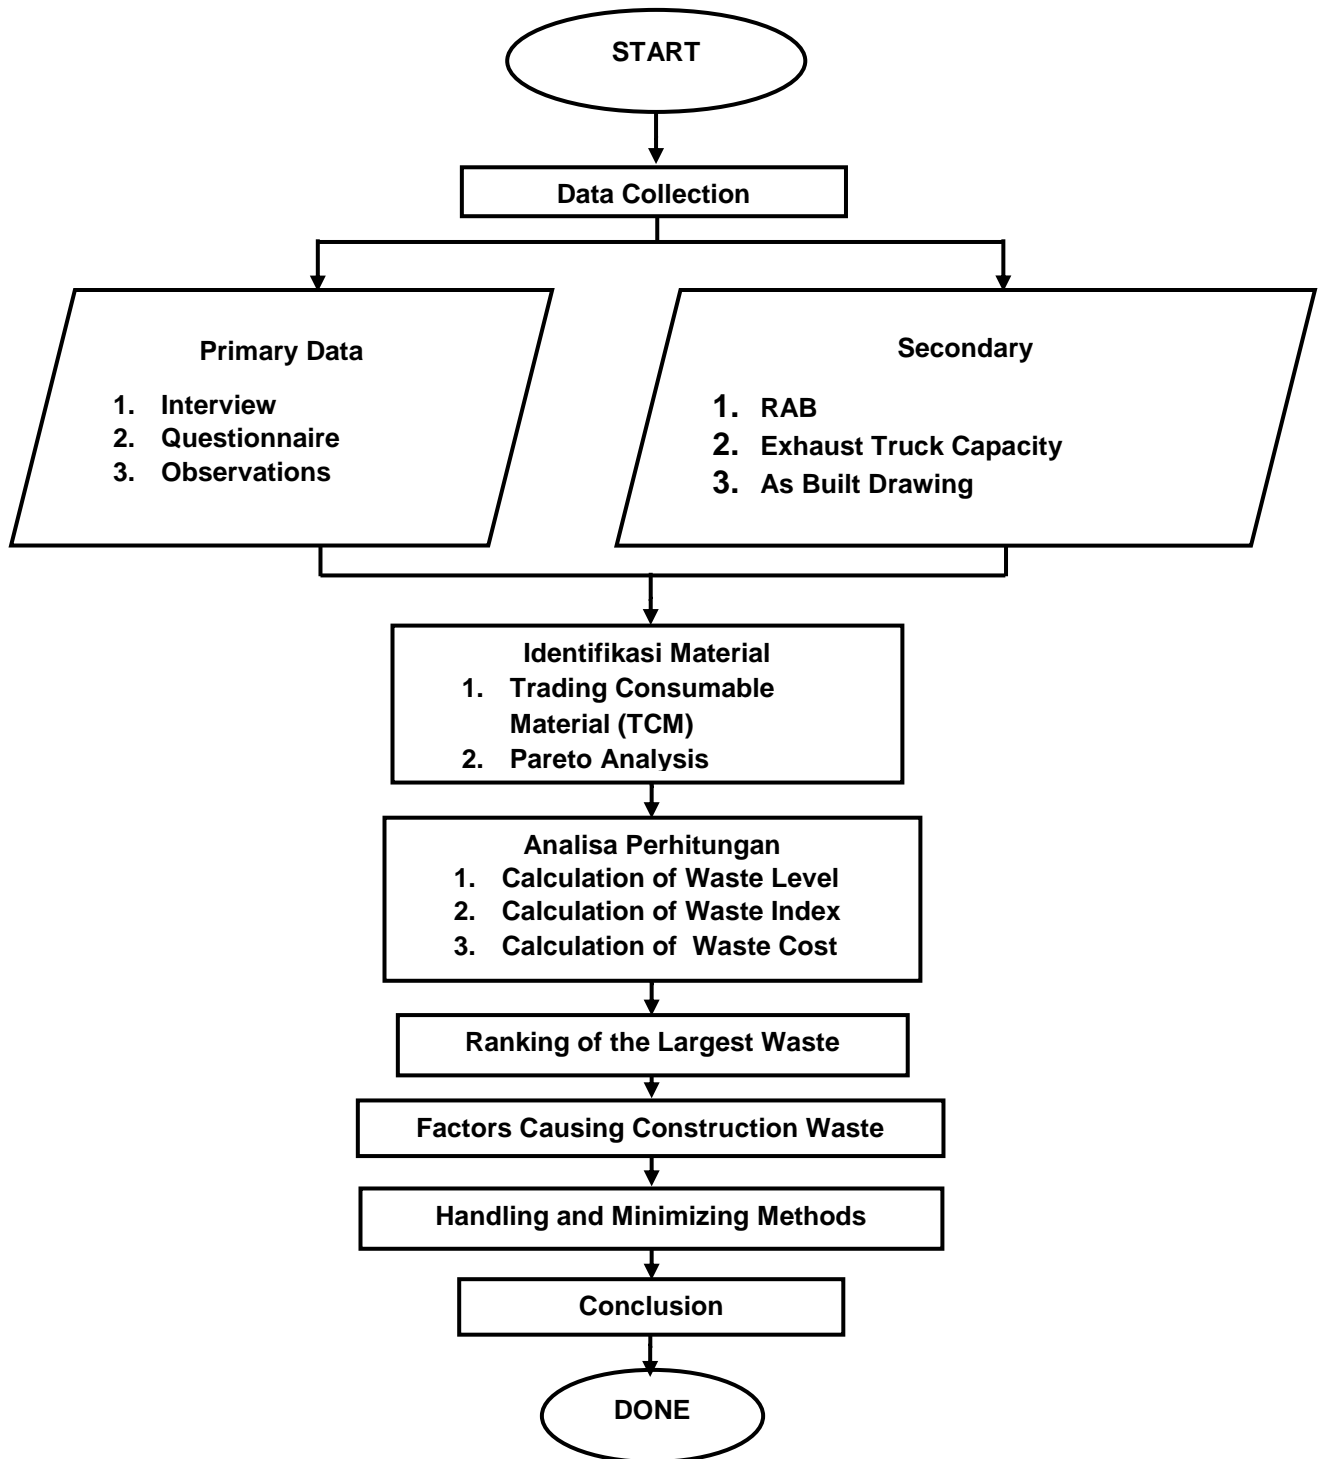 START
Data Collection
Primary Data
1. Interview
2. Questionnaire
3. Observations
Secondary
1. RAB
2. Exhaust Truck Capacity
3. As Built Drawing
Identifikasi Material
1. Trading Consumable
Material (TCM)
2. Pareto Analysis
Analisa Perhitungan
1. Calculation of Waste Level
2. Calculation of Waste Index
3. Calculation of Waste Cost
Ranking of the Largest Waste
Factors Causing Construction Waste
Handling and Minimizing Methods
Conclusion
DONE